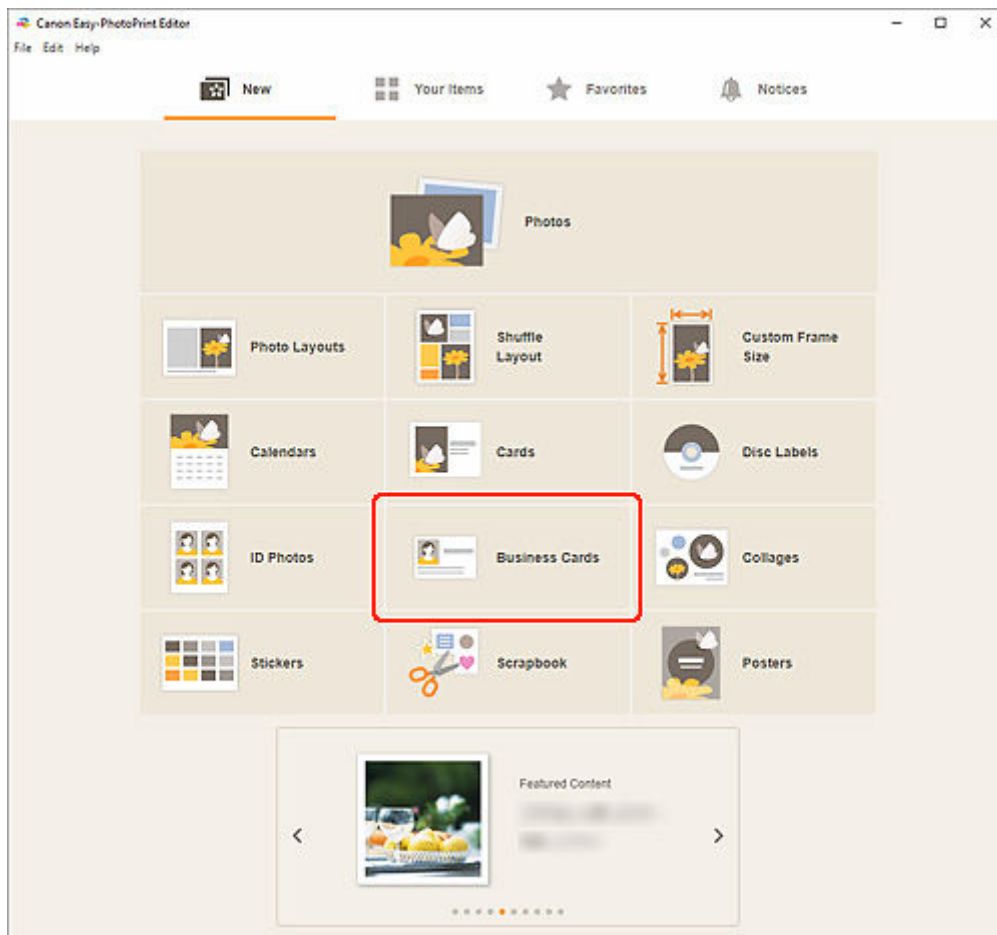 Canon Easy-PhotoPrint Editor
File Edit Help
New Your Items Favorites Notices
Photos
Photo Layouts
Shuffle
Layout
Custom Frame
Size
Calendars
Cards
Disc Labels
ID Photos
Business Cards
Collages
Stickers
Scrapbook
Posters
Featured Content